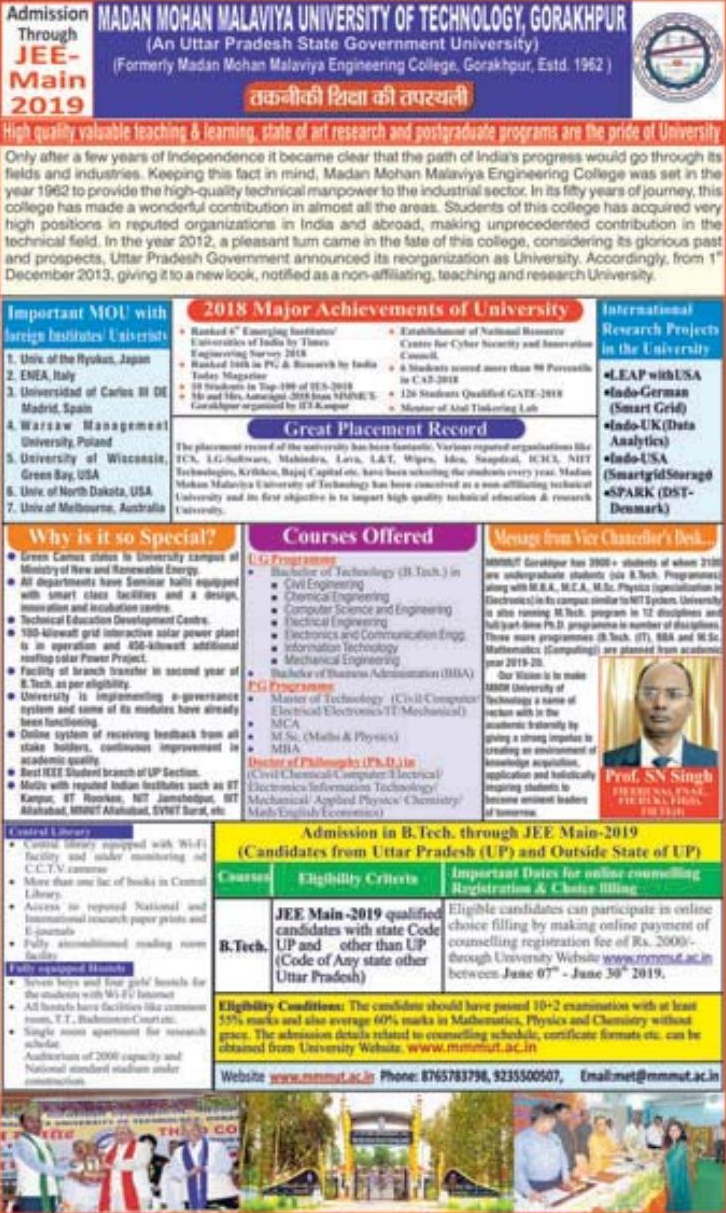 Admission
Through
JEE-
Main
2019
MADAN MOHAN MALAVIYA UNIVERSITY OF TECHNOLOGY, GORAKHPUR
(An Uttar Pradesh State Government University)
(Formerly Madan Mohan Malaviya Engineering College, Gorakhpur, Estd. 1962 )
तकनीकी शिक्षा की तपस्थली
High quality valuable teaching & learning, state of art research and postgraduate programs are the pride of University.
Only after a few years of Independence it became clear that the path of India's progress would go through its
fields and industries. Keeping this fact in mind, Madan Mohan Malaviya Engineering College was set in the
year 1962 to provide the high-quality technical manpower to the industrial sector. In its fifty years of journey, this
college has made a wonderful contribution in almost all the areas. Students of this college has acquired very
high positions in reputed organizations in India and abroad, making unprecedented contribution in the
technical field. In the year 2012, a pleasant turn came in the fate of this college, considering its glorious past
and prospects, Uttar Pradesh Government announced its reorganization as University. Accordingly, from 1st
December 2013, giving it to a new look, notified as a non-affiliating, teaching and research University.
Important MOU with
foreign Institutes/ Univeristy
1. Univ. of the Ryukus, Japan
2. ENEA, Italy
3. Universidad of Carlos III DE
Madrid, Spain
4. Warsaw Management
University, Poland
5. University of Wisconsin,
Green Bay, USA
6. Univ. of North Dakota, USA
7. Univ of Melbourne, Australia
2018 Major Achievements of University
Ranked 6th Emerging Institutes/
Universities of India by Times
Engineering Survey 2018
Ranked 16th in PG & Research by India
Today Magazine
10 Students in Top-100 of IES-2018
Mr and Mrs. -2018 from MMMUT-
Gorakhpur organized by IIT-Kanpur
Establishment of National Resource
Centre for Cyber Security and Innovation
Council.
6 Students scored more than 90 Percentile
in CAT-2018
126 Students Qualified GATE-2018
Mentor of Atal Tinkering Lab
Great Placement Record
The placement record of the university has been fantastic. Various reputed organizations like
TCS, LG-Software, Mahindra, Lava, L&T, Wipro, Idea, Snapdeal, ICICI, NIIT
Technologies, Bajaj Capital etc. have been selecting the students every year. Madan
Mohan Malaviya University of Technology has been conceived as a non-affiliating technical
University and its first objective is to impart high quality technical education & research
University.
International
Research Projects
in the University
LEAP with USA
Indo-German
(Smart Grid)
Indo-UK (Data
Analytics)
Indo-USA
(Smartgrid Storage)
SPARK (DST-
Denmark)
Why is it so Special?
Green Camus status to University campus of
Ministry of New and Renewable Energy.
All departments have Seminar halls equipped
with smart class facilities and a design,
innovation and incubation centre.
Technical Education Development Centre.
100-kilowatt grid interactive solar power plant
is in operation and 450-kilowatt additional
rooftop solar Power Project.
Facility of branch transfer in second year of
B.Tech. as per eligibility.
University is implementing e-governance
system and some of its modules have already
been functioning.
Online system of receiving feedback from all
stake holders, continuous improvement in
academic quality.
Best IEEE Student branch of UP Section.
MoUs with reputed Indian Institutes such as IIT
Kanpur, IIT Roorkee, NIT Jamshedpur, IIIT
Allahabad, MNNIT Allahabad, SVNIT Surat, etc
Courses Offered
UG Programme
Bachelor of Technology (B.Tech.) in
Civil Engineering
Chemical Engineering
Computer Science and Engineering
Electrical Engineering
Electronics and Communication Engg.
Information Technology
Mechanical Engineering
Bachelor of Business Administration (BBA)
PG Programme
Master of Technology (Civil/Computer/
Electrical/Electronics/IT/Mechanical)
MCA
M.Sc. (Maths & Physics)
MBA
Doctor of Philosophy (Ph.D.) in
(Civil/Chemical/Computer/Electrical/
Electronics/Information Technology/
Mechanical/ Applied Physics/ Chemistry/
Math/English/Economics)
Message from Vice Chancellor's Desk...
MMMUT Gorakhpur has 3900+ students of whom
are undergraduate students (six B.Tech. Programmes)
along with M.B.A., M.C.A., M.Sc. Physics (specialization in
Electronics) in its campus similar to NIT System. University
is also running M.Tech. program in 12 disciplines and
full/part-time Ph.D. programme in number of disciplines.
Three more programmes (B.Tech. (IT), BBA and M.Sc.
Mathematics (Computing)) are planned from academic
year 2019-20.
Our Vision is to make
MMM University of
Technology a name of
reckon with in the
academic fraternity by
giving a strong impetus to
creating an environment of
knowledge acquisition,
application and holistically
inspiring students to
become eminent leaders
of tomorrow.
Prof. SN Singh
Central Library
Central library equipped with Wi-Fi
facility and under monitoring od
C.C.T.V. cameras
More than one lac of books in Central
Library.
Access to reputed National and
International research paper prints and
E-journals
Fully airconditioned reading room
facility
Fully equipped Hostels
Seven boys and four girls' hostels for
the students with Wi-Fi/ Internet
All hostels have facilities like common
room, T.T., Badminton Court etc.
Single room apartment for research
scholar.
Auditorium of 2000 capacity and
National standard stadium under
construction.
Admission in B.Tech. through JEE Main-2019
(Candidates from Uttar Pradesh (UP) and Outside State of UP)
Courses
Eligibility Criteria
Important Dates for online counselling
Registration & Choice filling
B.Tech.
JEE Main -2019 qualified
candidates with state Code
UP and other than UP
(Code of Any state other
Uttar Pradesh)
Eligible candidates can participate in online
choice filling by making online payment of
counselling registration fee of Rs. 2000/-
through University Website www.mmmut.ac.in
between June 07th - June 30th 2019.
Eligibility Conditions: The candidate should have passed 10+2 examination with at least
55% marks and also average 60% marks in Mathematics, Physics and Chemistry without
grace. The admission details related to counselling schedule, certificate formats etc. can be
obtained from University Website. www.mmmut.ac.in
Website www.mmmut.ac.in Phone: 8765783798, 9235500507, Email:met@mmmut.ac.in